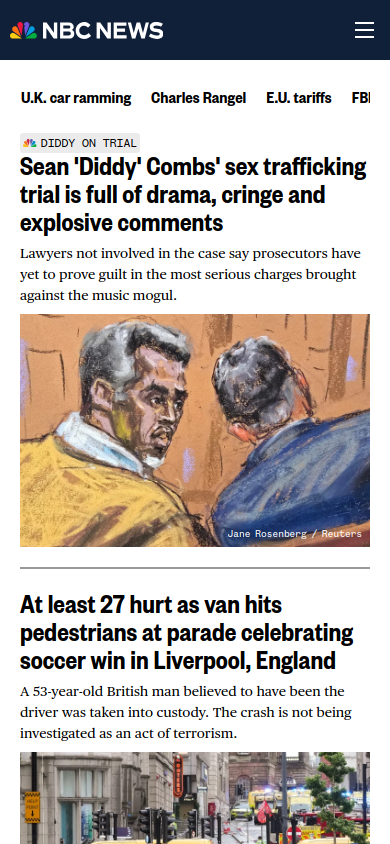 NBC NEWS
U.K. car ramming Charles Rangel E.U. tariffs FBI
DIDDY ON TRIAL
Sean 'Diddy' Combs' sex trafficking
trial is full of drama, cringe and
explosive comments
Lawyers not involved in the case say prosecutors have
yet to prove guilt in the most serious charges brought
against the music mogul.
Jane Rosenberg / Reuters
At least 27 hurt as van hits
pedestrians at parade celebrating
soccer win in Liverpool, England
A 53-year-old British man believed to have been the
driver was taken into custody. The crash is not being
investigated as an act of terrorism.
HELP
POINT